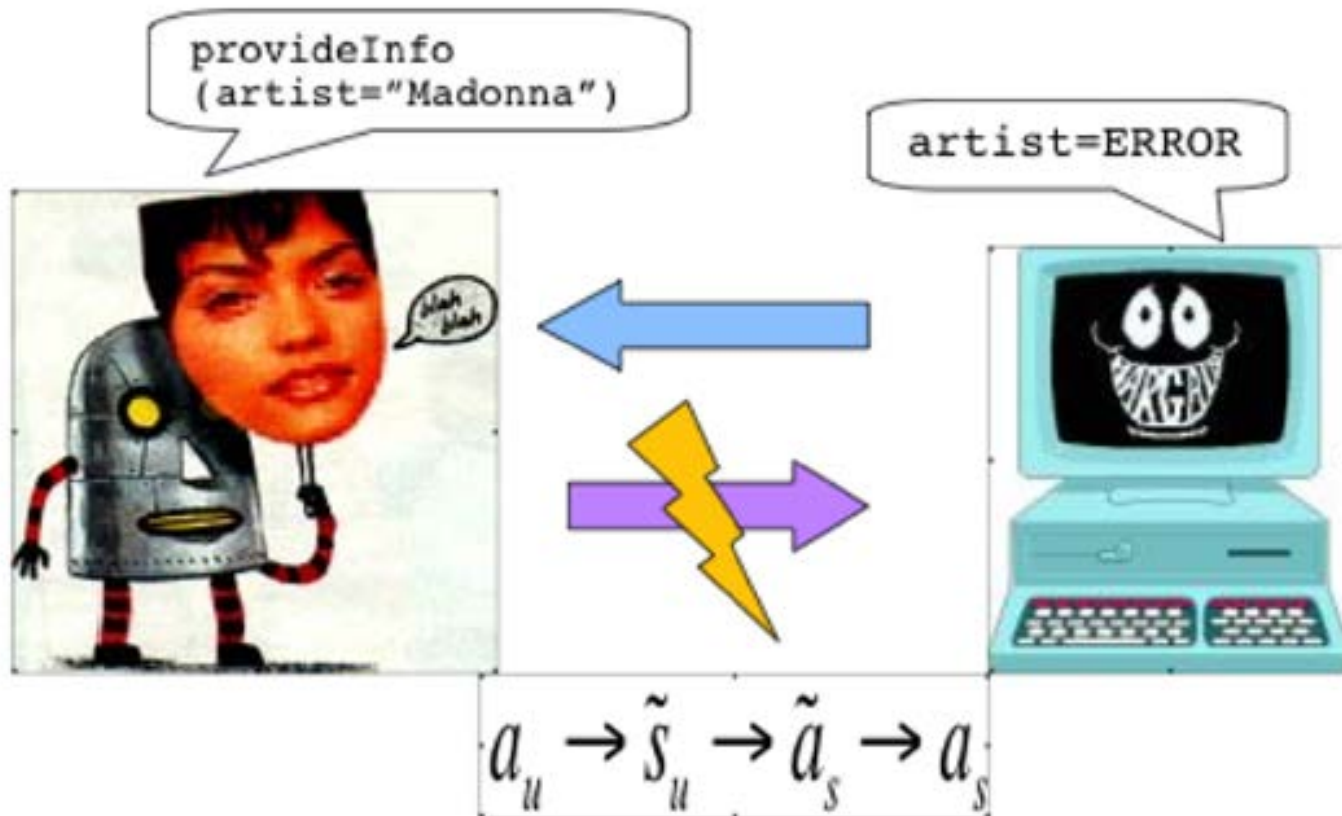 provideInfo
(artist="Madonna")
artist=ERROR
blah
blah
a_u → s̃_u → ã_s → a_s